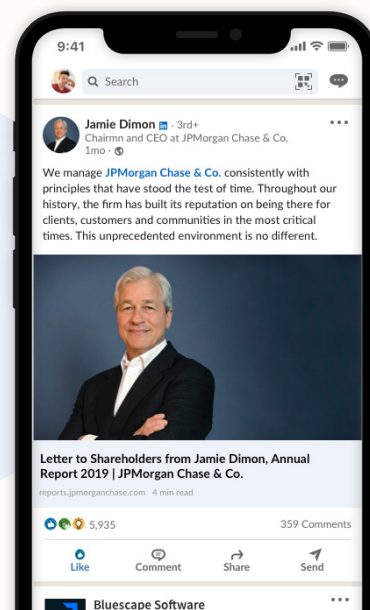 9:41
Search
Jamie Dimon in · 3rd+
Chairmn and CEO at JPMorgan Chase & Co.
1mo ·
We manage JPMorgan Chase & Co. consistently with
principles that have stood the test of time. Throughout our
history, the firm has built its reputation on being there for
clients, customers and communities in the most critical
times. This unprecedented environment is no different.
Letter to Shareholders from Jamie Dimon, Annual
Report 2019 | JPMorgan Chase & Co.
reports.jpmorganchase.com 4 min read
5,935 359 Comments
Like Comment Share Send
Bluescape Software